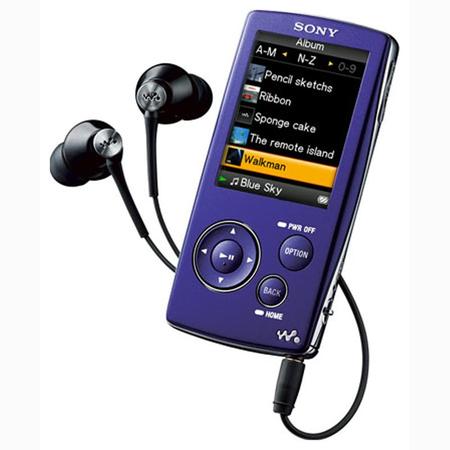 SONY
Album
A-M ◄ N-Z ► 0-9
Pencil sketchs
Ribbon
Sponge cake
The remote island
Walkman
Blue Sky
PWR OFF
OPTION
BACK
HOME